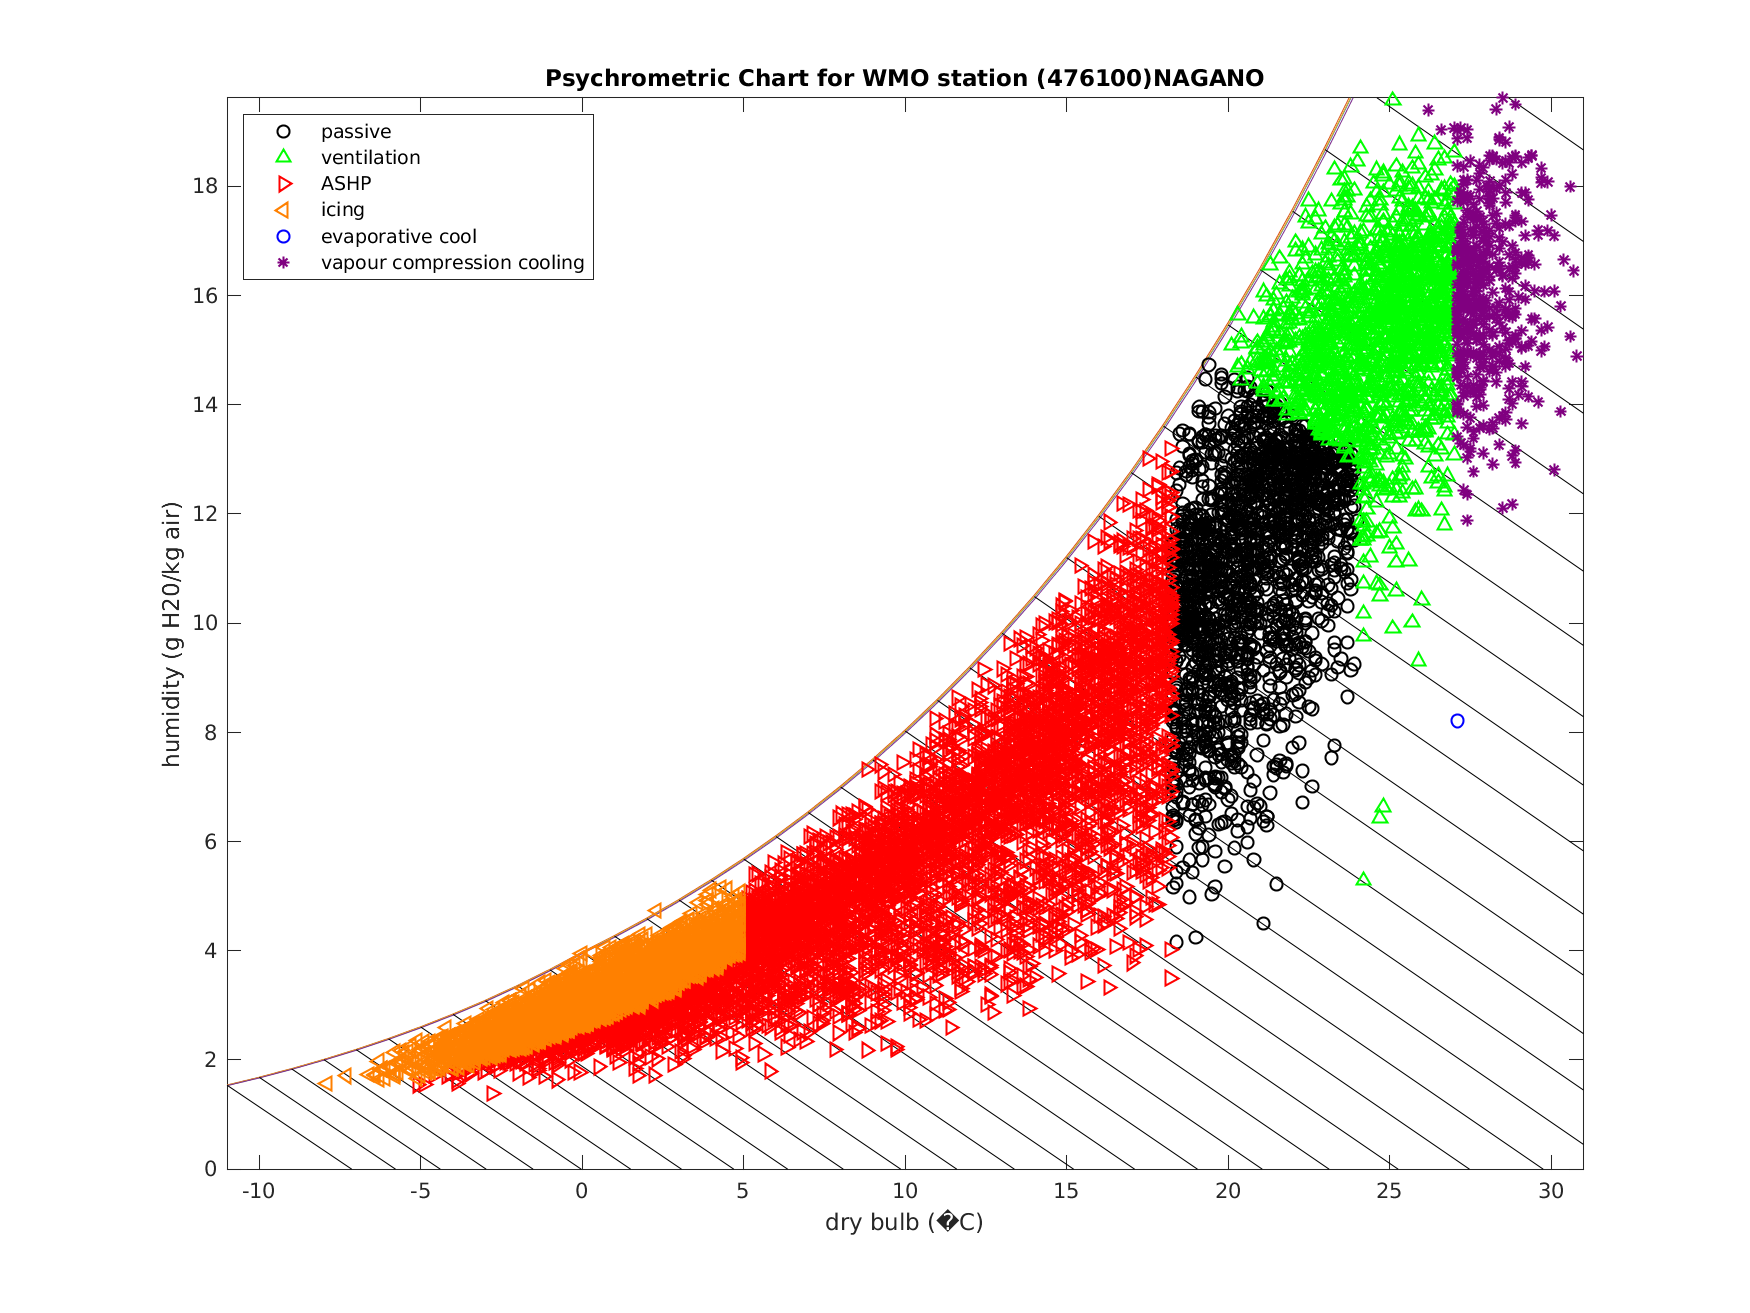 Psychrometric Chart for WMO station (476100)NAGANO
passive
ventilation
ASHP
icing
evaporative cool
vapour compression cooling
humidity (g H20/kg air)
18
16
14
12
10
8
6
4
2
0
-10 -5 0 5 10 15 20 25 30
dry bulb (�C)